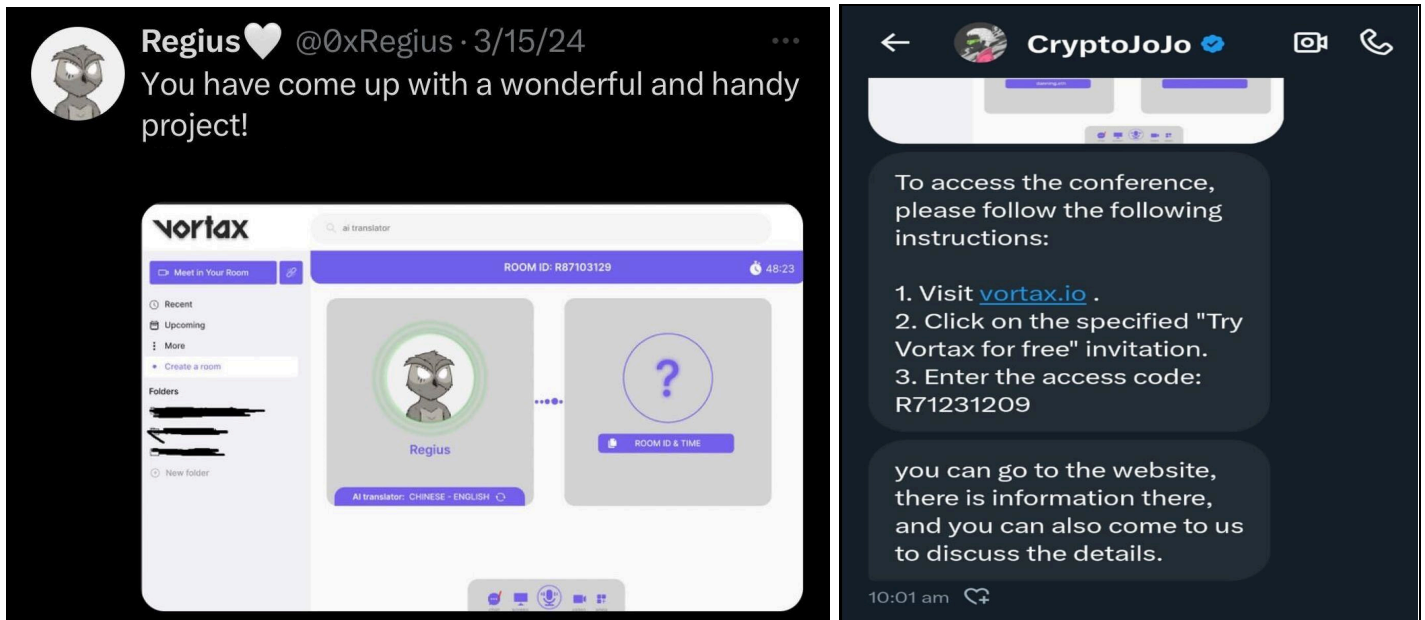 Regius🤍 @0xRegius · 3/15/24
You have come up with a wonderful and handy
project!
vortax
ai translator
Meet in Your Room
ROOM ID: R87103129
48:23
Recent
Upcoming
More
Create a room
Folders
New folder
Regius
AI translator: CHINESE - ENGLISH
?
ROOM ID & TIME
CryptoJoJo
To access the conference,
please follow the following
instructions:
1. Visit vortax.io .
2. Click on the specified "Try
Vortax for free" invitation.
3. Enter the access code:
R71231209
you can go to the website,
there is information there,
and you can also come to us
to discuss the details.
10:01 am